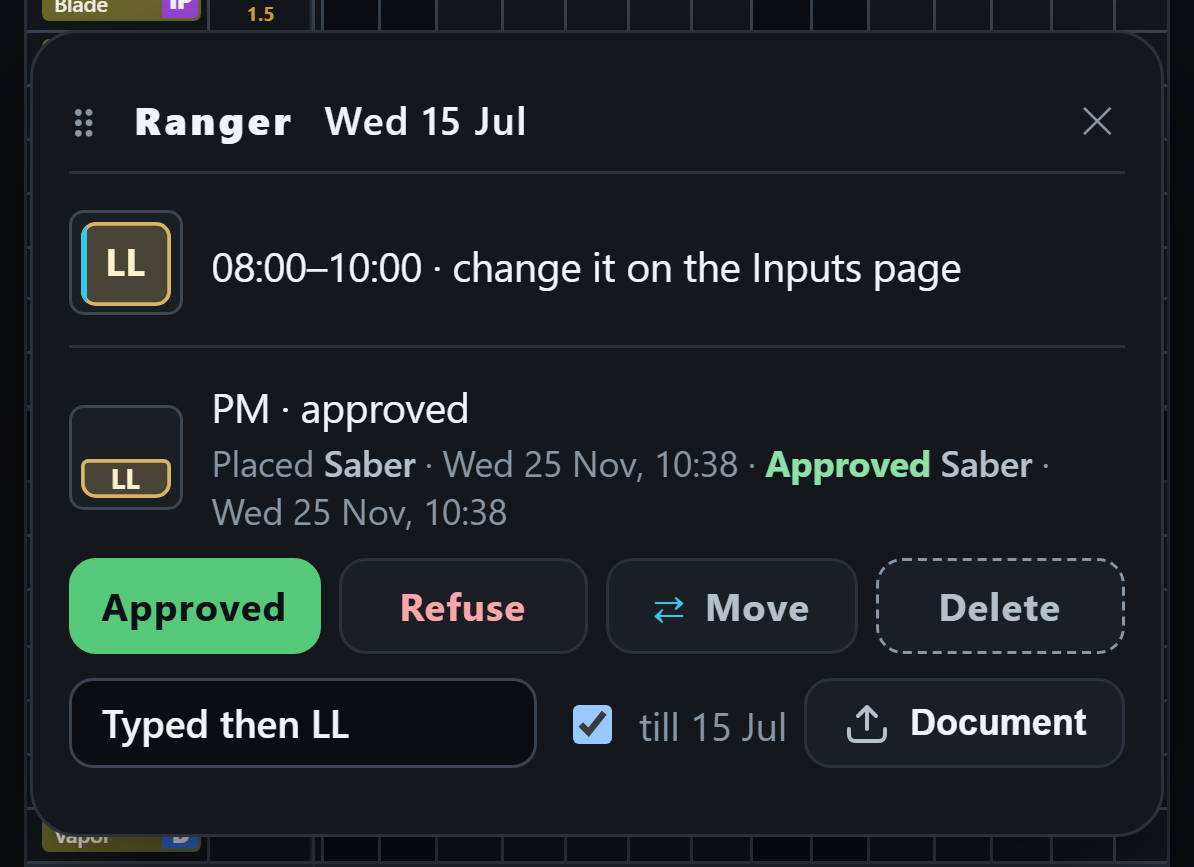 Blade
1.5
Ranger Wed 15 Jul
LL 08:00–10:00 · change it on the Inputs page
PM · approved
LL
Placed Saber · Wed 25 Nov, 10:38 · Approved Saber ·
Wed 25 Nov, 10:38
Approved Refuse Move Delete
Typed then LL till 15 Jul Document
Vapor